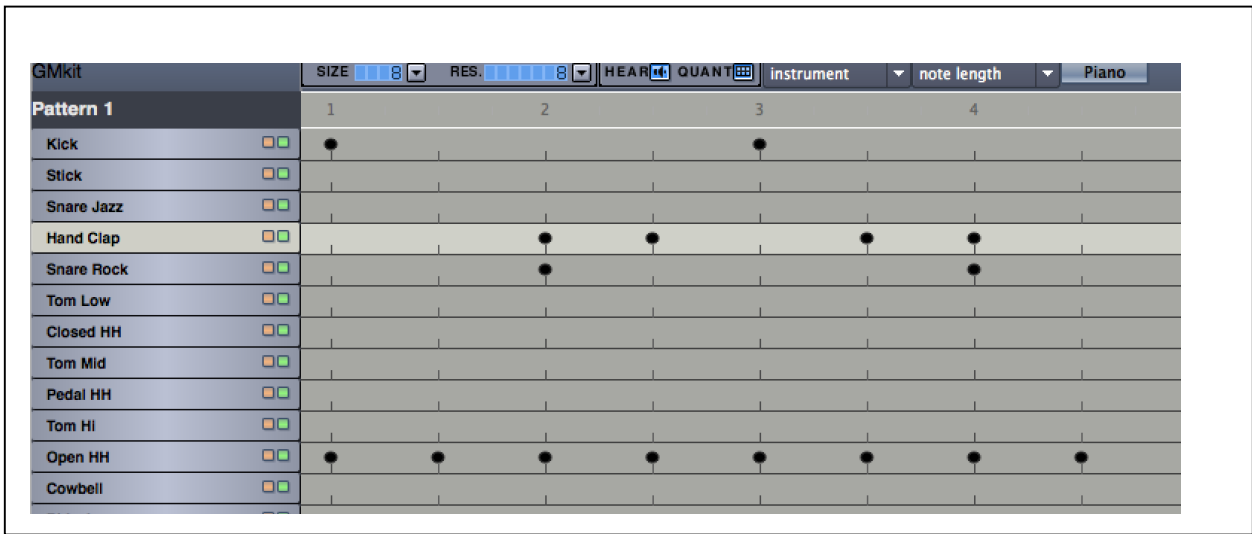 GMkit SIZE 8 RES. 8 HEAR QUANT instrument note length Piano
Pattern 1 1 2 3 4
Kick
Stick
Snare Jazz
Hand Clap
Snare Rock
Tom Low
Closed HH
Tom Mid
Pedal HH
Tom Hi
Open HH
Cowbell